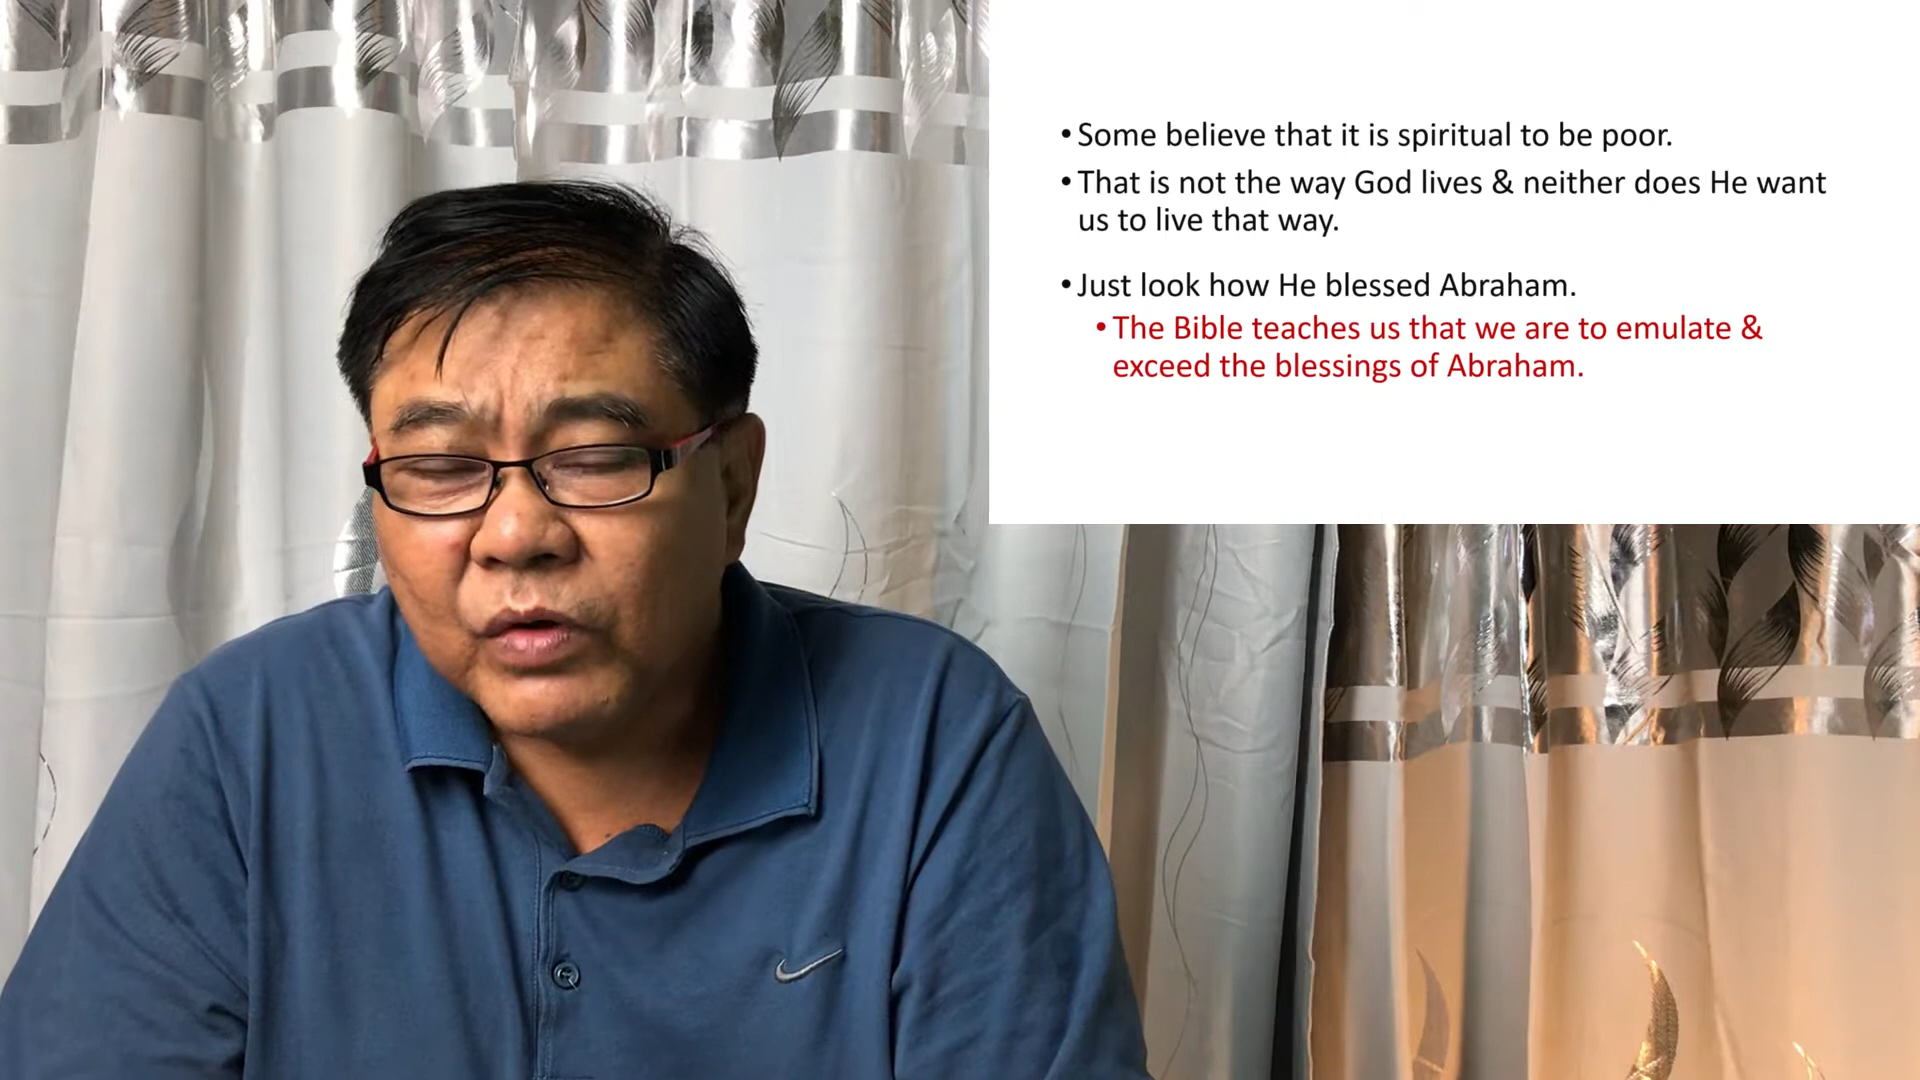 • Some believe that it is spiritual to be poor.
• That is not the way God lives & neither does He want
us to live that way.
• Just look how He blessed Abraham.
• The Bible teaches us that we are to emulate &
exceed the blessings of Abraham.